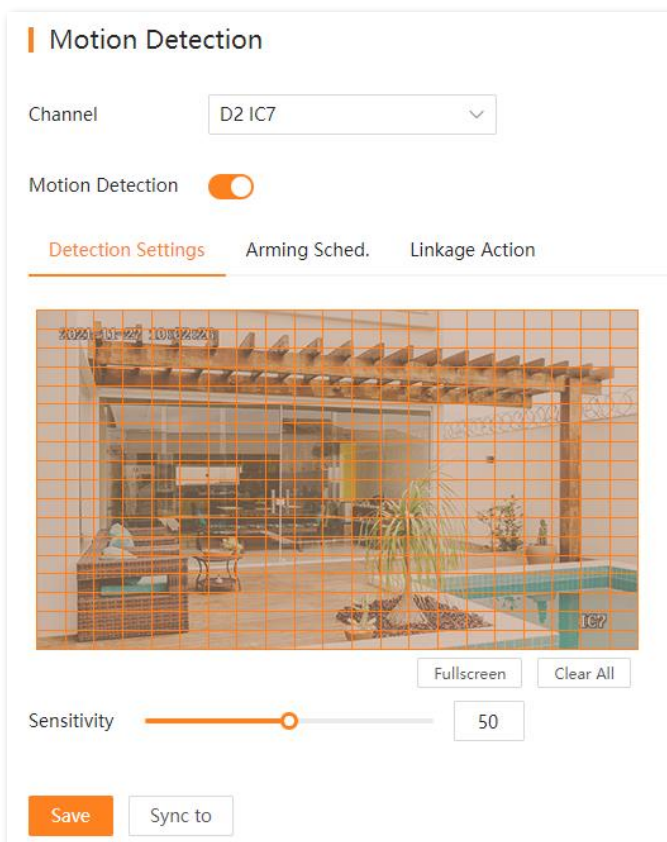 Motion Detection
Channel D2 IC7
Motion Detection
Detection Settings Arming Sched. Linkage Action
IC7
Fullscreen Clear All
Sensitivity 50
Save Sync to